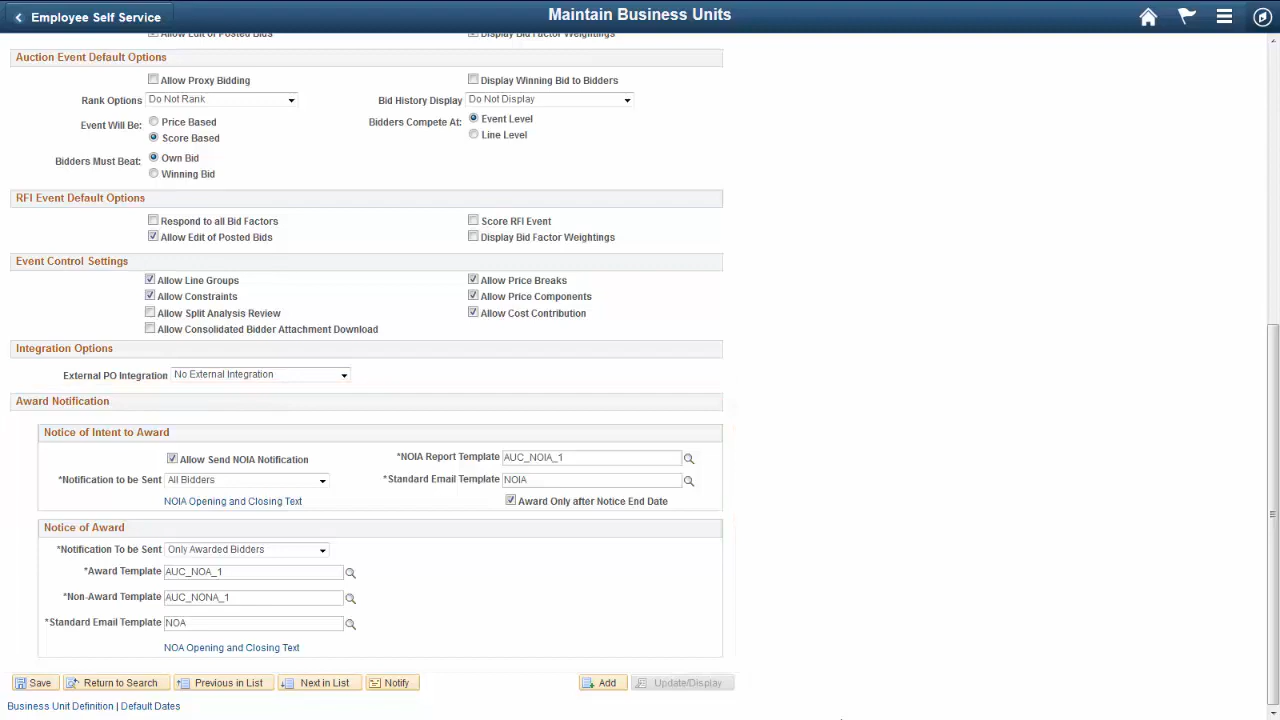 Employee Self Service
Maintain Business Units
Allow Edit of Posted Bids Display Bid Factor Weightings
Auction Event Default Options
Allow Proxy Bidding Display Winning Bid to Bidders
Rank Options Do Not Rank Bid History Display Do Not Display
Event Will Be: Price Based Bidders Compete At: Event Level
Score Based Line Level
Bidders Must Beat: Own Bid
Winning Bid
RFI Event Default Options
Respond to all Bid Factors Score RFI Event
Allow Edit of Posted Bids Display Bid Factor Weightings
Event Control Settings
Allow Line Groups Allow Price Breaks
Allow Constraints Allow Price Components
Allow Split Analysis Review Allow Cost Contribution
Allow Consolidated Bidder Attachment Download
Integration Options
External PO Integration No External Integration
Award Notification
Notice of Intent to Award
Allow Send NOIA Notification *NOIA Report Template AUC_NOIA_1
*Notification to be Sent All Bidders *Standard Email Template NOIA
NOIA Opening and Closing Text Award Only after Notice End Date
Notice of Award
*Notification To be Sent Only Awarded Bidders
*Award Template AUC_NOA_1
*Non-Award Template AUC_NONA_1
*Standard Email Template NOA
NOA Opening and Closing Text
Save Return to Search Previous in List Next in List Notify Add Update/Display
Business Unit Definition | Default Dates